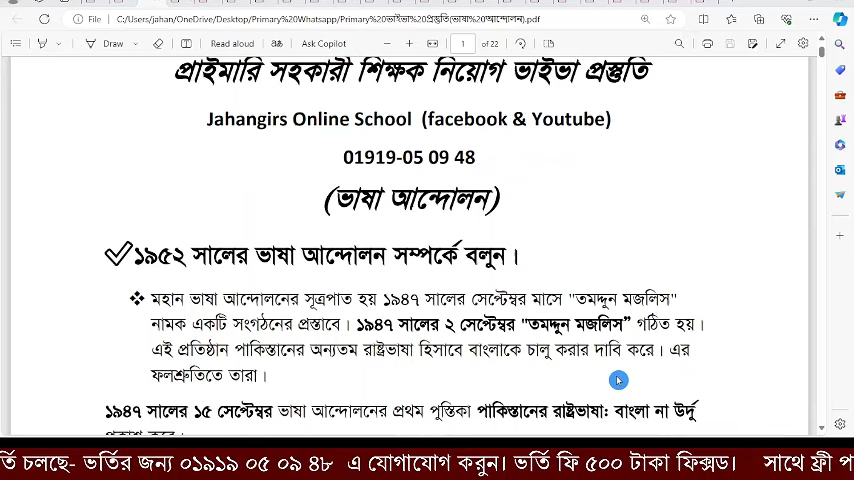 File
C:/Users/jahan/OneDrive/Desktop/Primary%20Whatsapp/Primary%20ভাইভা%20প্রস্তুতি(ভাষা%20আন্দোলন).pdf
Draw
Read aloud
Ask Copilot
1 of 22
প্রাইমারি সহকারী শিক্ষক নিয়োগ ভাইভা প্রস্তুতি
Jahangirs Online School (facebook & Youtube)
01919-05 09 48
(ভাষা আন্দোলন)
১৯৫২ সালের ভাষা আন্দোলন সম্পর্কে বলুন।
মহান ভাষা আন্দোলনের সূত্রপাত হয় ১৯৪৭ সালের সেপ্টেম্বর মাসে "তমদ্দুন মজলিস"
নামক একটি সংগঠনের প্রস্তাবে। ১৯৪৭ সালের ২ সেপ্টেম্বর "তমদ্দুন মজলিস” গঠিত হয়।
এই প্রতিষ্ঠান পাকিস্তানের অন্যতম রাষ্ট্রভাষা হিসাবে বাংলাকে চালু করার দাবি করে। এর
ফলশ্রুতিতে তারা।
১৯৪৭ সালের ১৫ সেপ্টেম্বর ভাষা আন্দোলনের প্রথম পুস্তিকা পাকিস্তানের রাষ্ট্রভাষা: বাংলা না উর্দু
র্তি চলছে- ভর্তির জন্য ০১৯১৯ ০৫ ০৯ ৪৮ এ যোগাযোগ করুন। ভর্তি ফি ৫০০ টাকা ফিক্সড। সাথে ফ্রী প